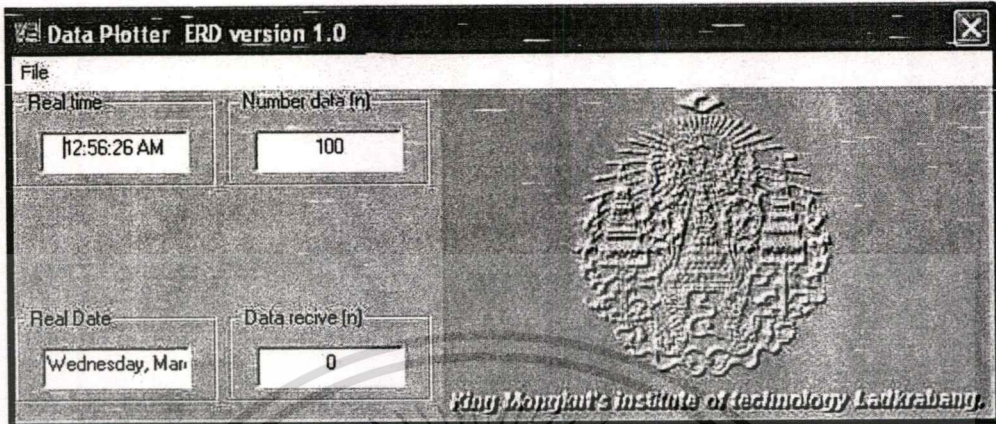 Data Plotter ERD version 1.0
File
Real time
Number data (n)
12:56:26 AM
100
Real Date
Data recive (n)
Wednesday, Mar
0
King Mongkut's institute of technology Ladkrabang.